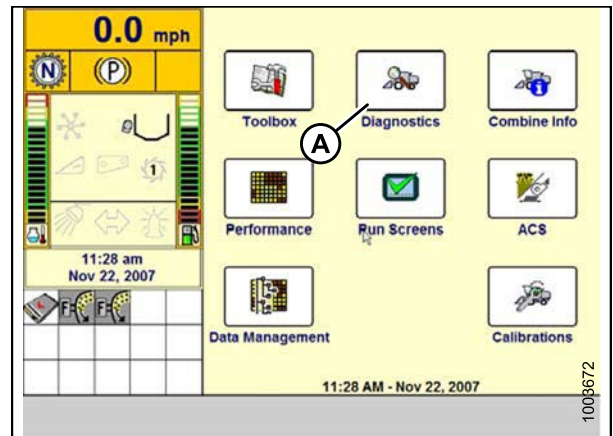 0.0 mph
N (P)
1
11:28 am
Nov 22, 2007
F F
Toolbox
Diagnostics
Combine Info
A
Performance
Run Screens
ACS
Data Management
Calibrations
11:28 AM - Nov 22, 2007
1003672